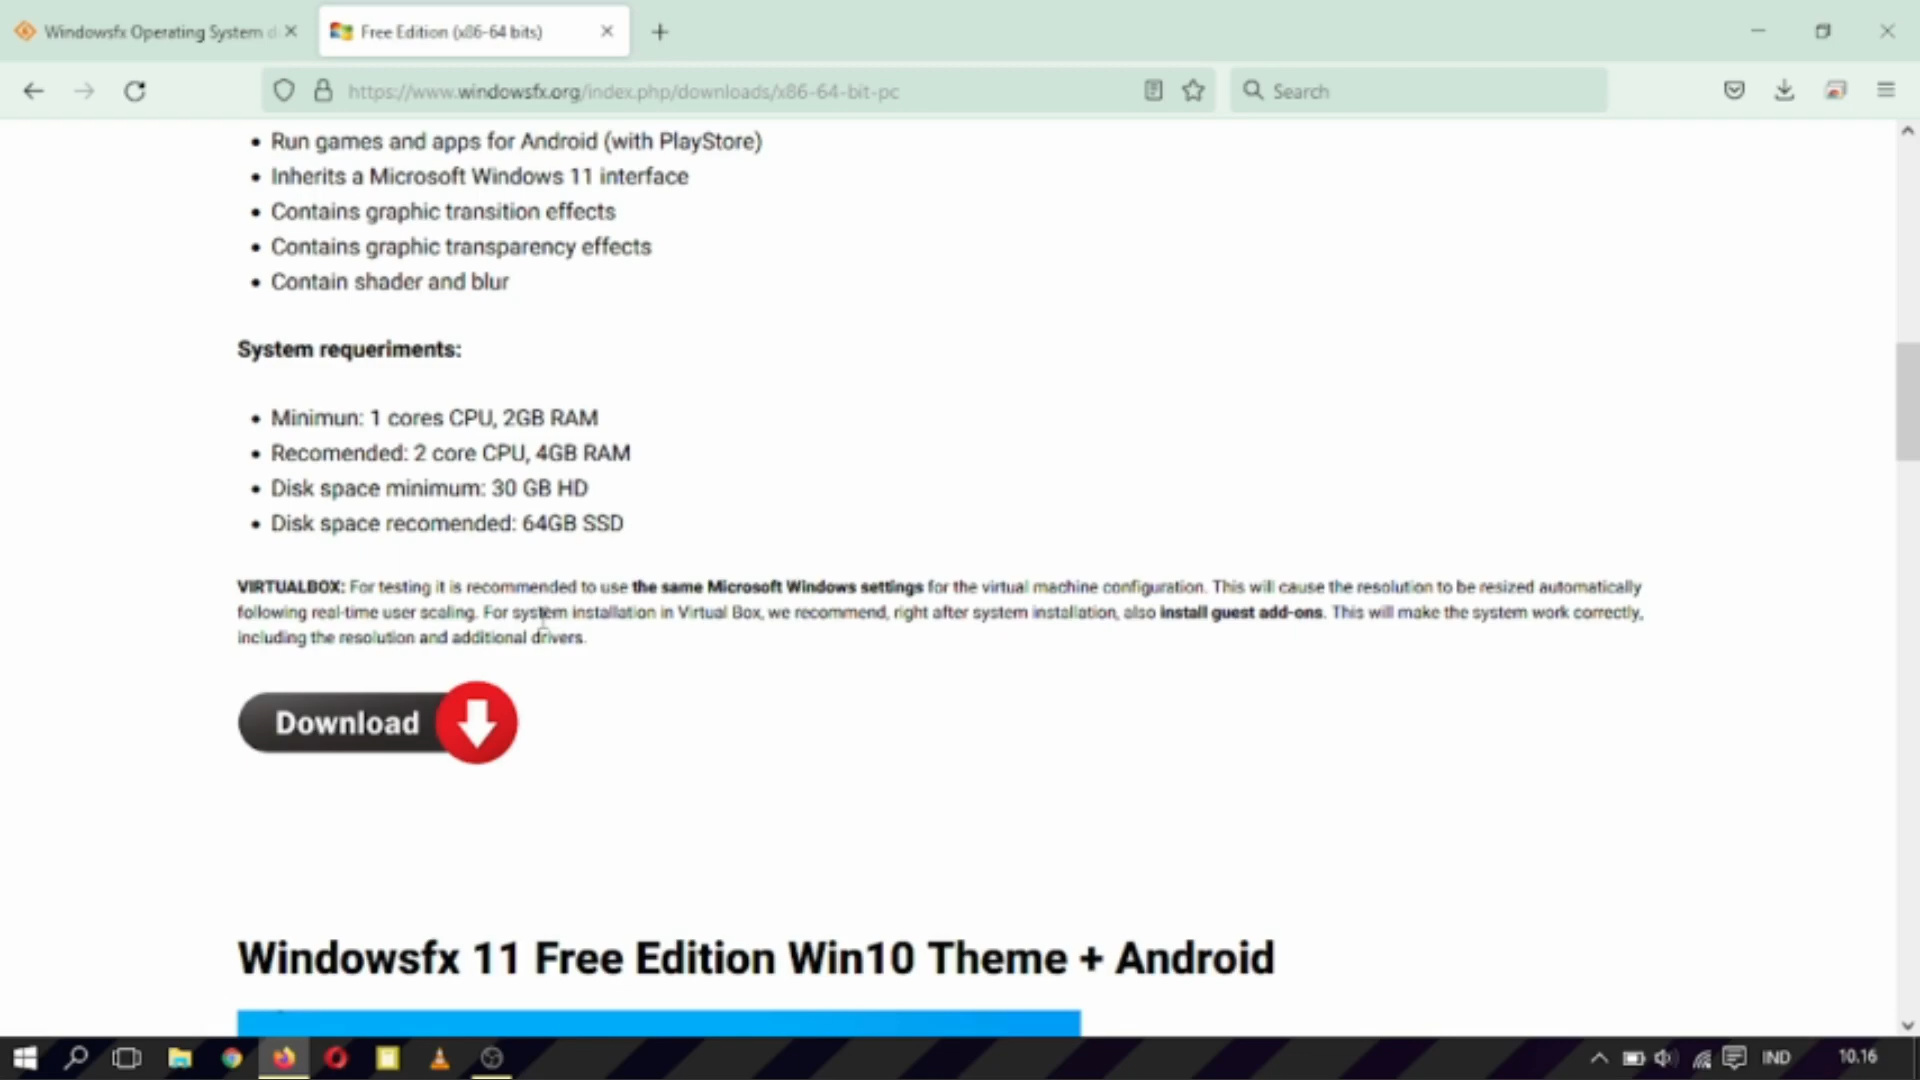 Windowsfx Operating System d
Free Edition (x86-64 bits)
https://www.windowsfx.org/index.php/downloads/x86-64-bit-pc
Search
• Run games and apps for Android (with PlayStore)
• Inherits a Microsoft Windows 11 interface
• Contains graphic transition effects
• Contains graphic transparency effects
• Contain shader and blur
System requeriments:
• Minimun: 1 cores CPU, 2GB RAM
• Recomended: 2 core CPU, 4GB RAM
• Disk space minimum: 30 GB HD
• Disk space recomended: 64GB SSD
VIRTUALBOX: For testing it is recommended to use the same Microsoft Windows settings for the virtual machine configuration. This will cause the resolution to be resized automatically
following real-time user scaling. For system installation in Virtual Box, we recommend, right after system installation, also install guest add-ons. This will make the system work correctly,
including the resolution and additional drivers.
Download
Windowsfx 11 Free Edition Win10 Theme + Android
IND
10.16